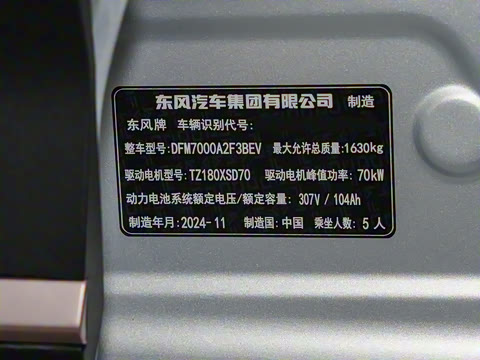 东风汽车集团有限公司 制造
东风牌 车辆识别代号:
整车型号:DFM7000A2F3BEV 最大允许总质量:1630kg
驱动电机型号:TZ180XSD70 驱动电机峰值功率: 70kW
动力电池系统额定电压/额定容量: 307V / 104Ah
制造年月:2024-11 制造国:中国 乘坐人数: 5 人